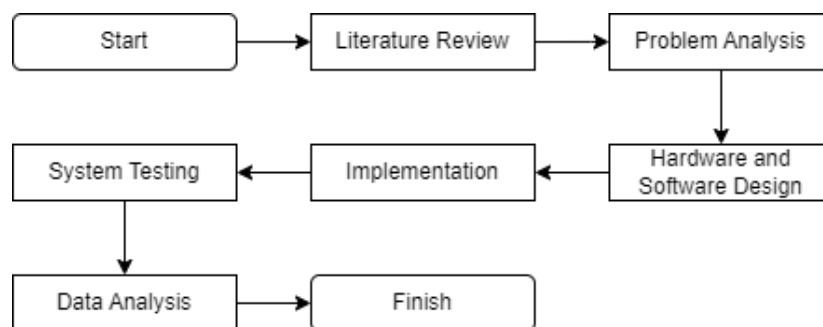 Start
Literature Review
Problem Analysis
Hardware and
Software Design
Implementation
System Testing
Data Analysis
Finish